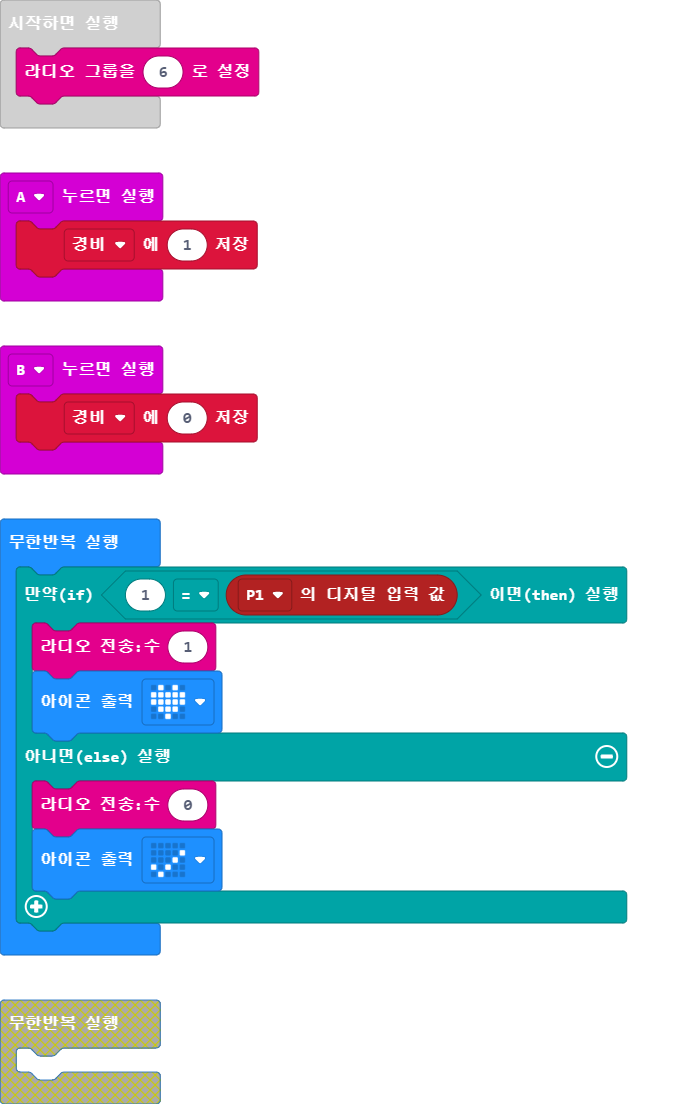 시작하면 실행
라디오 그룹을 6 로 설정
A 누르면 실행
경비 에 1 저장
B 누르면 실행
경비 에 0 저장
무한반복 실행
만약(if) 1 = P1 의 디지털 입력 값 이면(then) 실행
라디오 전송:수 1
아이콘 출력
아니면(else) 실행
라디오 전송:수 0
아이콘 출력
무한반복 실행